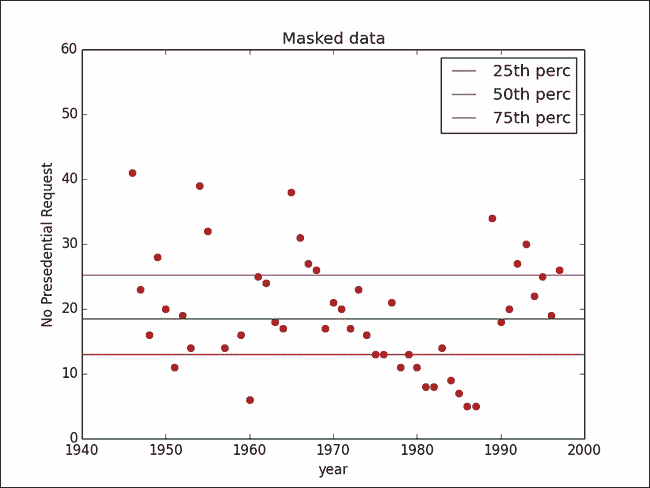 Masked data
60
50
40
30
20
10
0
No Presedential Request
25th perc
50th perc
75th perc
1940 1950 1960 1970 1980 1990 2000
year